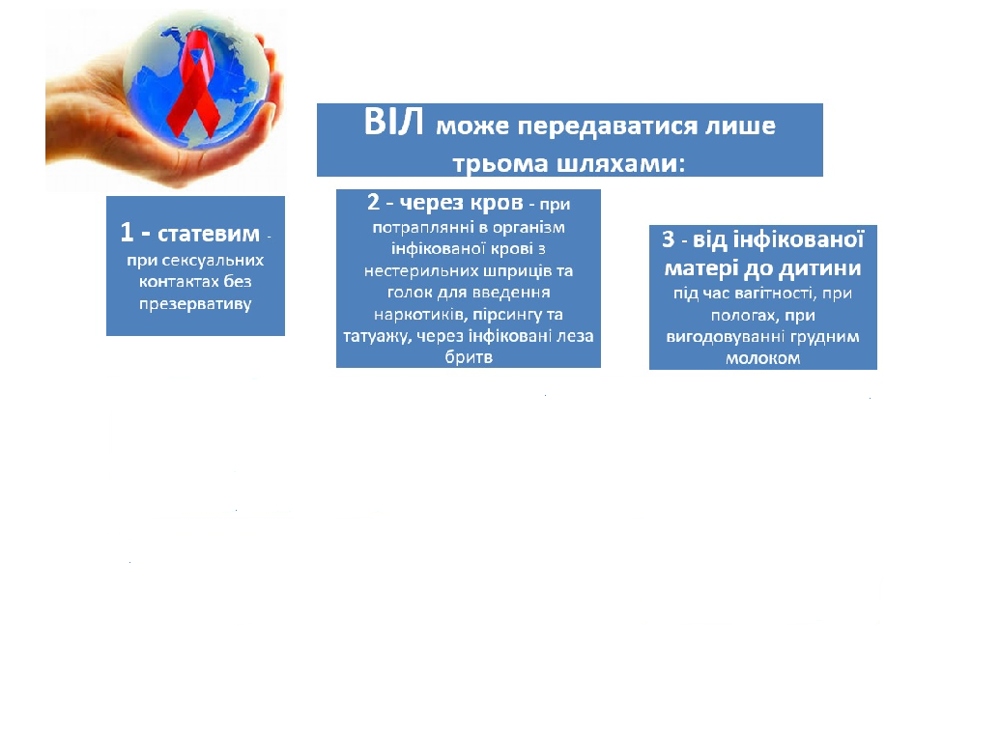 ВІЛ може передаватися лише
трьома шляхами:
1 - статевим -
при сексуальних
контактах без
презервативу
2 - через кров - при
потраплянні в організм
інфікованої крові з
нестерильних шприців та
голок для введення
наркотиків, пірсингу та
татуажу, через інфіковані леза
бритв
3 - від інфікованої
матері до дитини
під час вагітності, при
пологах, при
вигодовуванні грудним
молоком